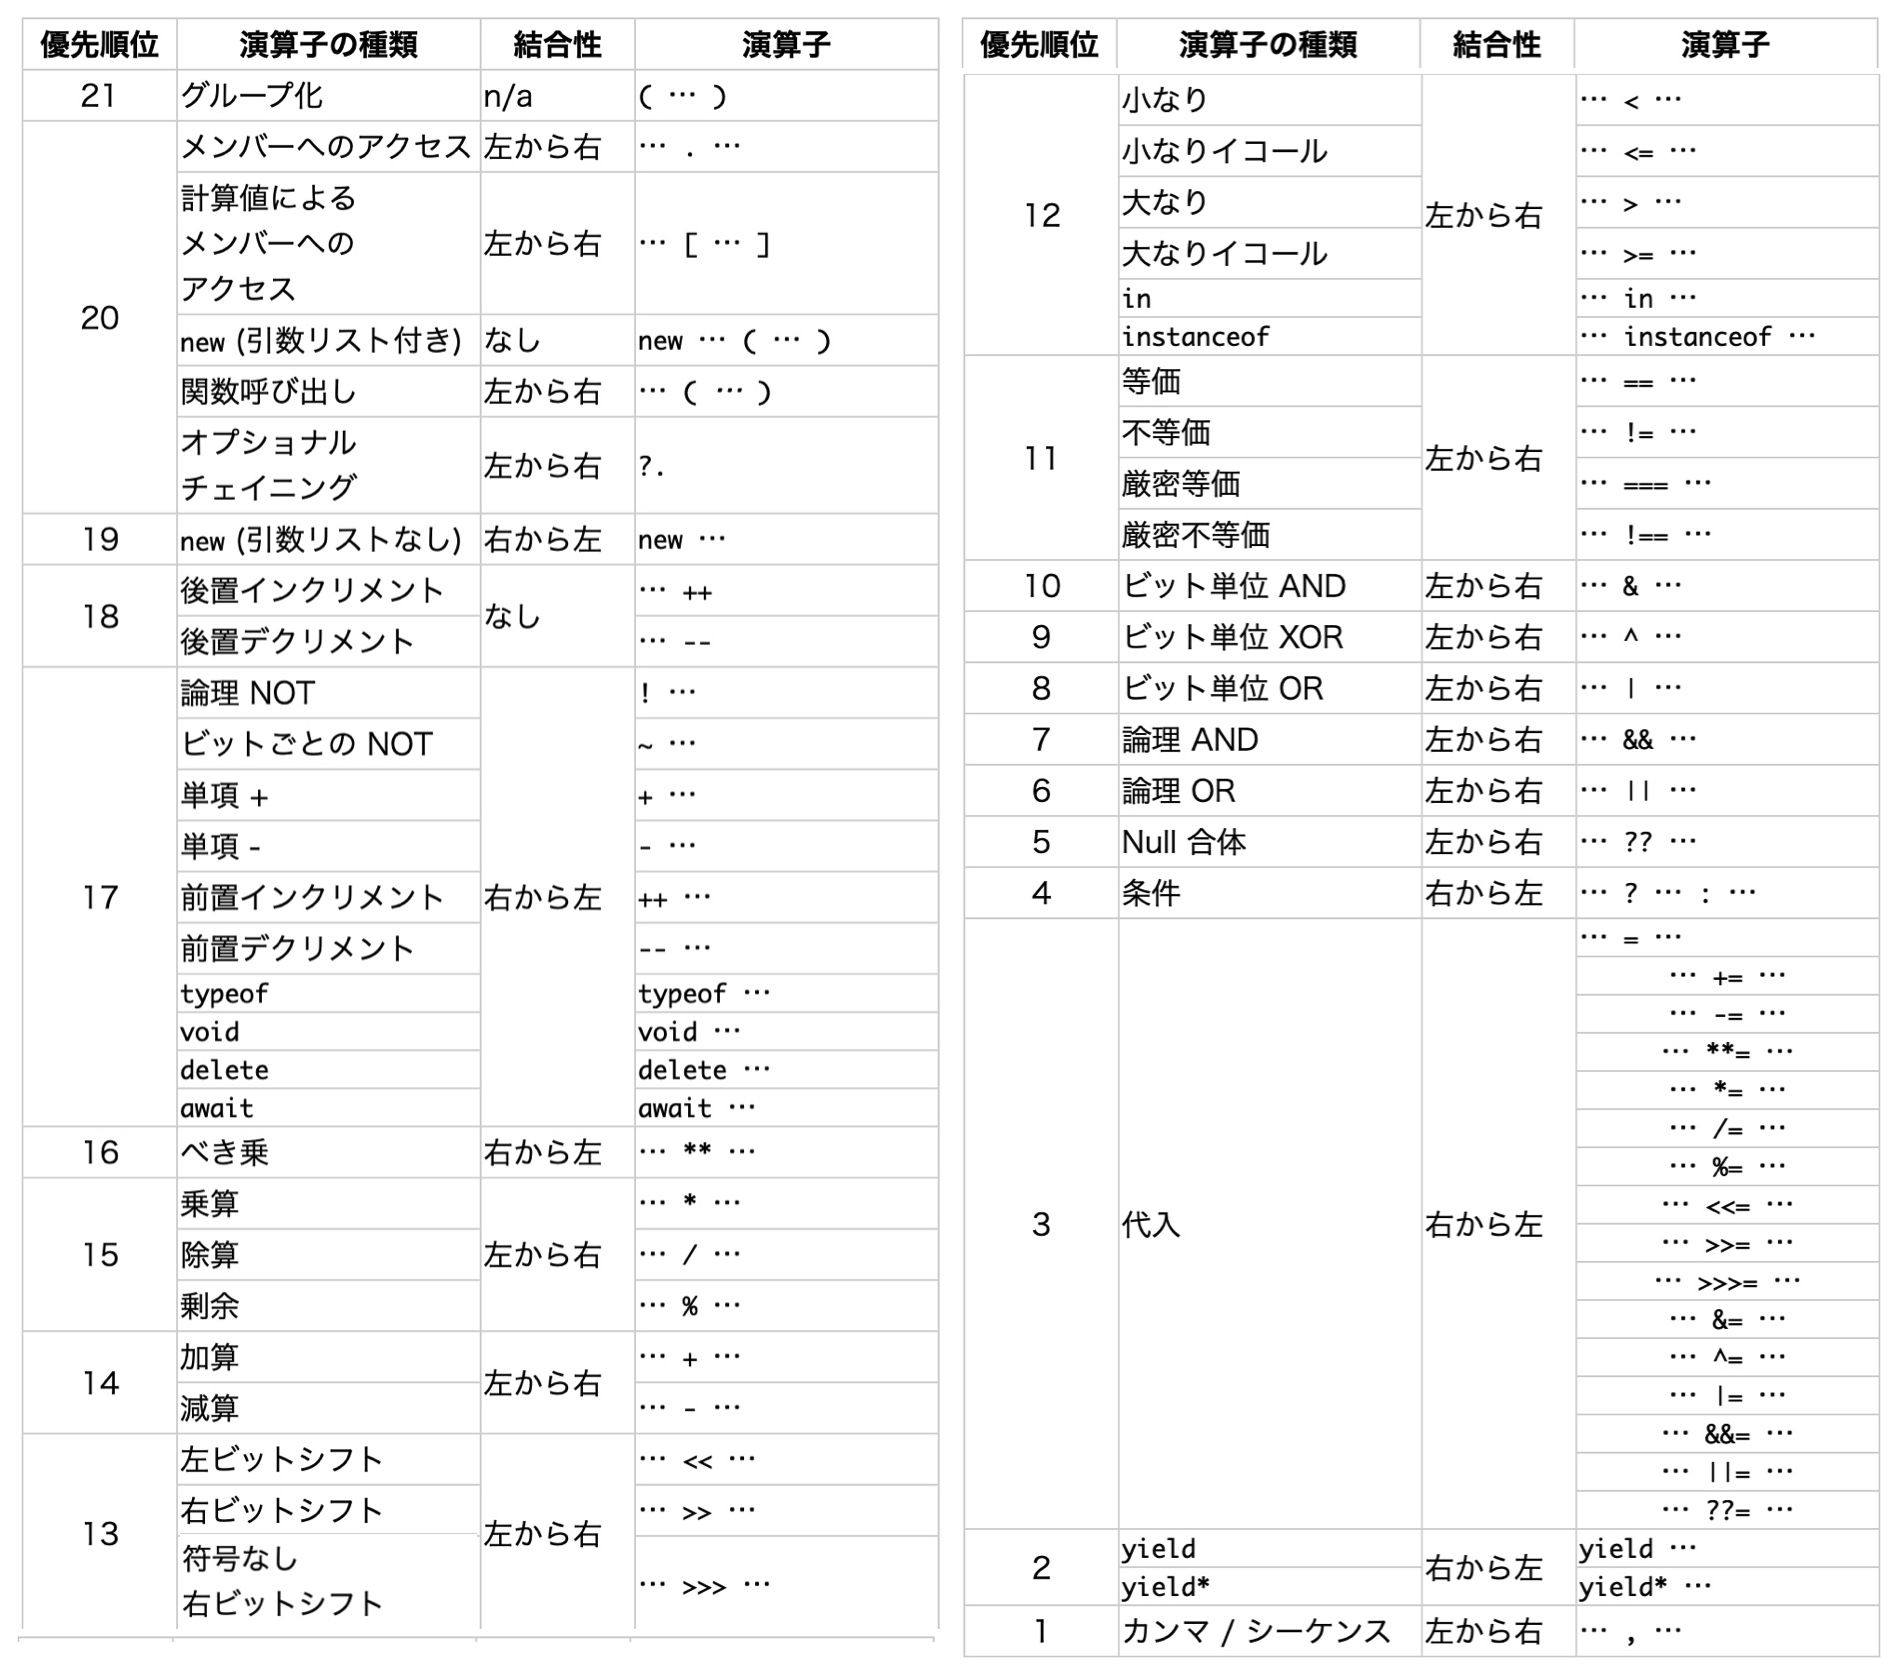 優先順位 演算子の種類 結合性 演算子
21 グループ化 n/a ( … )
20 メンバーへのアクセス 左から右 … . …
計算値による
メンバーへの
アクセス 左から右 … [ … ]
new (引数リスト付き) なし new … ( … )
関数呼び出し 左から右 … ( … )
オプショナル
チェイニング 左から右 ?.
19 new (引数リストなし) 右から左 new …
18 後置インクリメント なし … ++
後置デクリメント … --
17 論理 NOT 右から左 ! …
ビットごとの NOT ~ …
単項 + + …
単項 - - …
前置インクリメント ++ …
前置デクリメント -- …
typeof typeof …
void void …
delete delete …
await await …
16 べき乗 右から左 … ** …
15 乗算 左から右 … * …
除算 … / …
剰余 … % …
14 加算 左から右 … + …
減算 … - …
13 左ビットシフト 左から右 … << …
右ビットシフト … >> …
符号なし
右ビットシフト … >>> …
優先順位 演算子の種類 結合性 演算子
12 小なり 左から右 … < …
小なりイコール … <= …
大なり … > …
大なりイコール … >= …
in … in …
instanceof … instanceof …
11 等価 左から右 … == …
不等価 … != …
厳密等価 … === …
厳密不等価 … !== …
10 ビット単位 AND 左から右 … & …
9 ビット単位 XOR 左から右 … ^ …
8 ビット単位 OR 左から右 … | …
7 論理 AND 左から右 … && …
6 論理 OR 左から右 … || …
5 Null 合体 左から右 … ?? …
4 条件 右から左 … ? … : …
3 代入 右から左 … = …
… += …
… -= …
… **= …
… *= …
… /= …
… %= …
… <<= …
… >>= …
… >>>= …
… &= …
… ^= …
… |= …
… &&= …
… ||= …
… ??= …
2 yield 右から左 yield …
yield* yield* …
1 カンマ / シーケンス 左から右 … , …